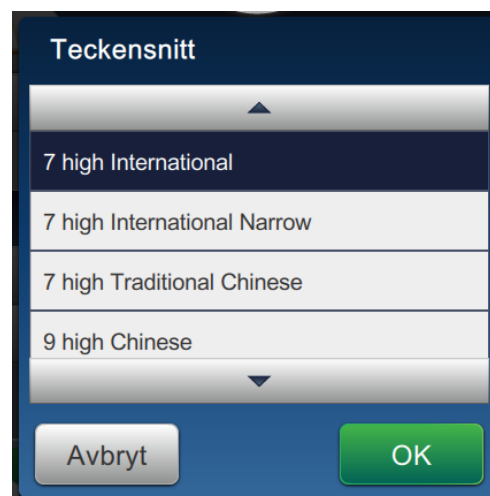 Teckensnitt
7 high International
7 high International Narrow
7 high Traditional Chinese
9 high Chinese
Avbryt
OK